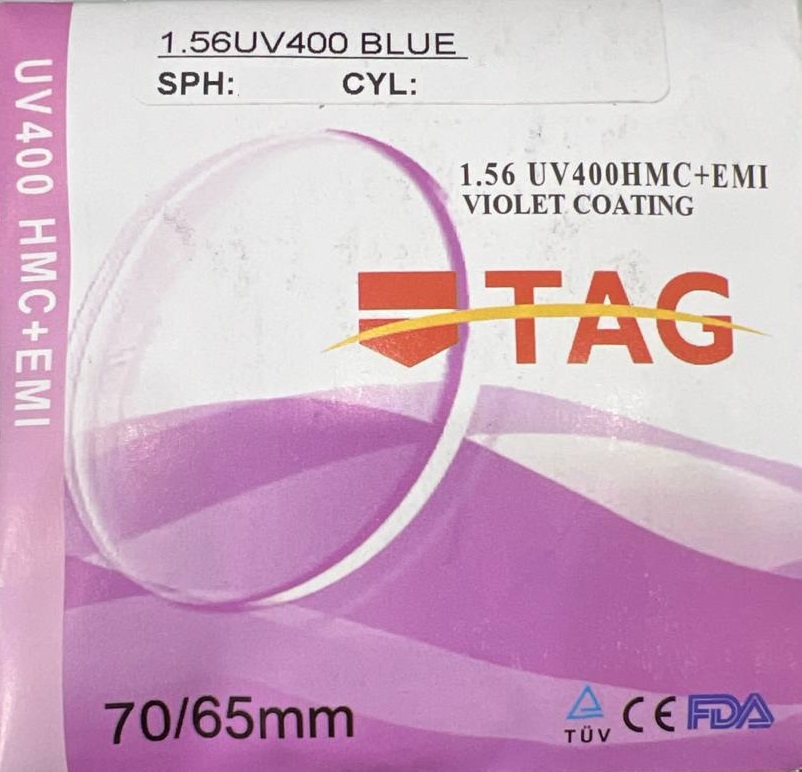 1.56UV400 BLUE
SPH: CYL:
UV400 HMC+EMI
1.56 UV400HMC+EMI
VIOLET COATING
TAG
70/65mm
TÜV CE FDA